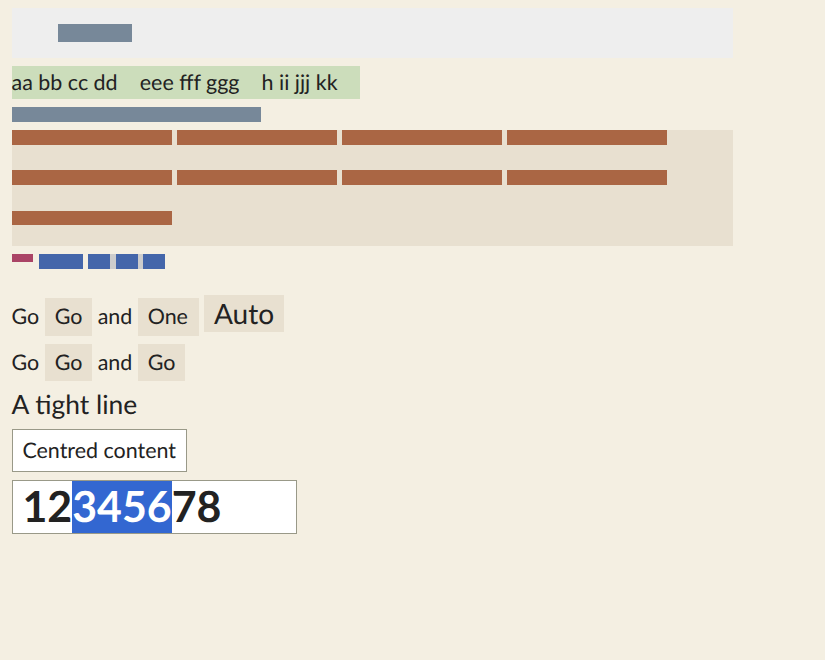 aa bb cc dd eee fff ggg h ii jjj kk
Go Go and One Auto
Go Go and Go
A tight line
Centred content
12345678